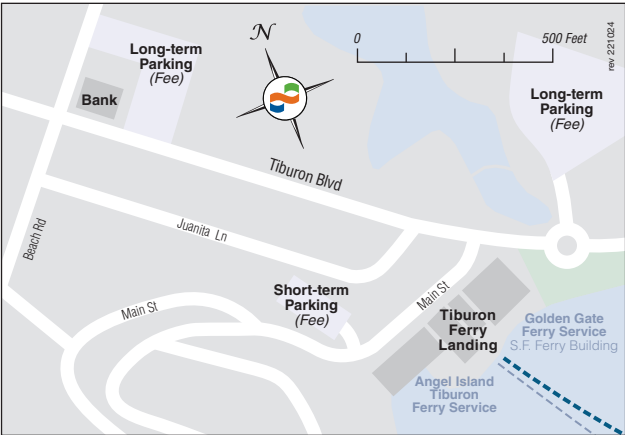 Long-term
Parking
(Fee)
Bank
N
0
500 Feet
rev 221024
Long-term
Parking
(Fee)
Tiburon Blvd
Juanita Ln
Beach Rd
Main St
Short-term
Parking
(Fee)
Main St
Tiburon
Ferry
Landing
Golden Gate
Ferry Service
S.F. Ferry Building
Angel Island
Tiburon
Ferry Service